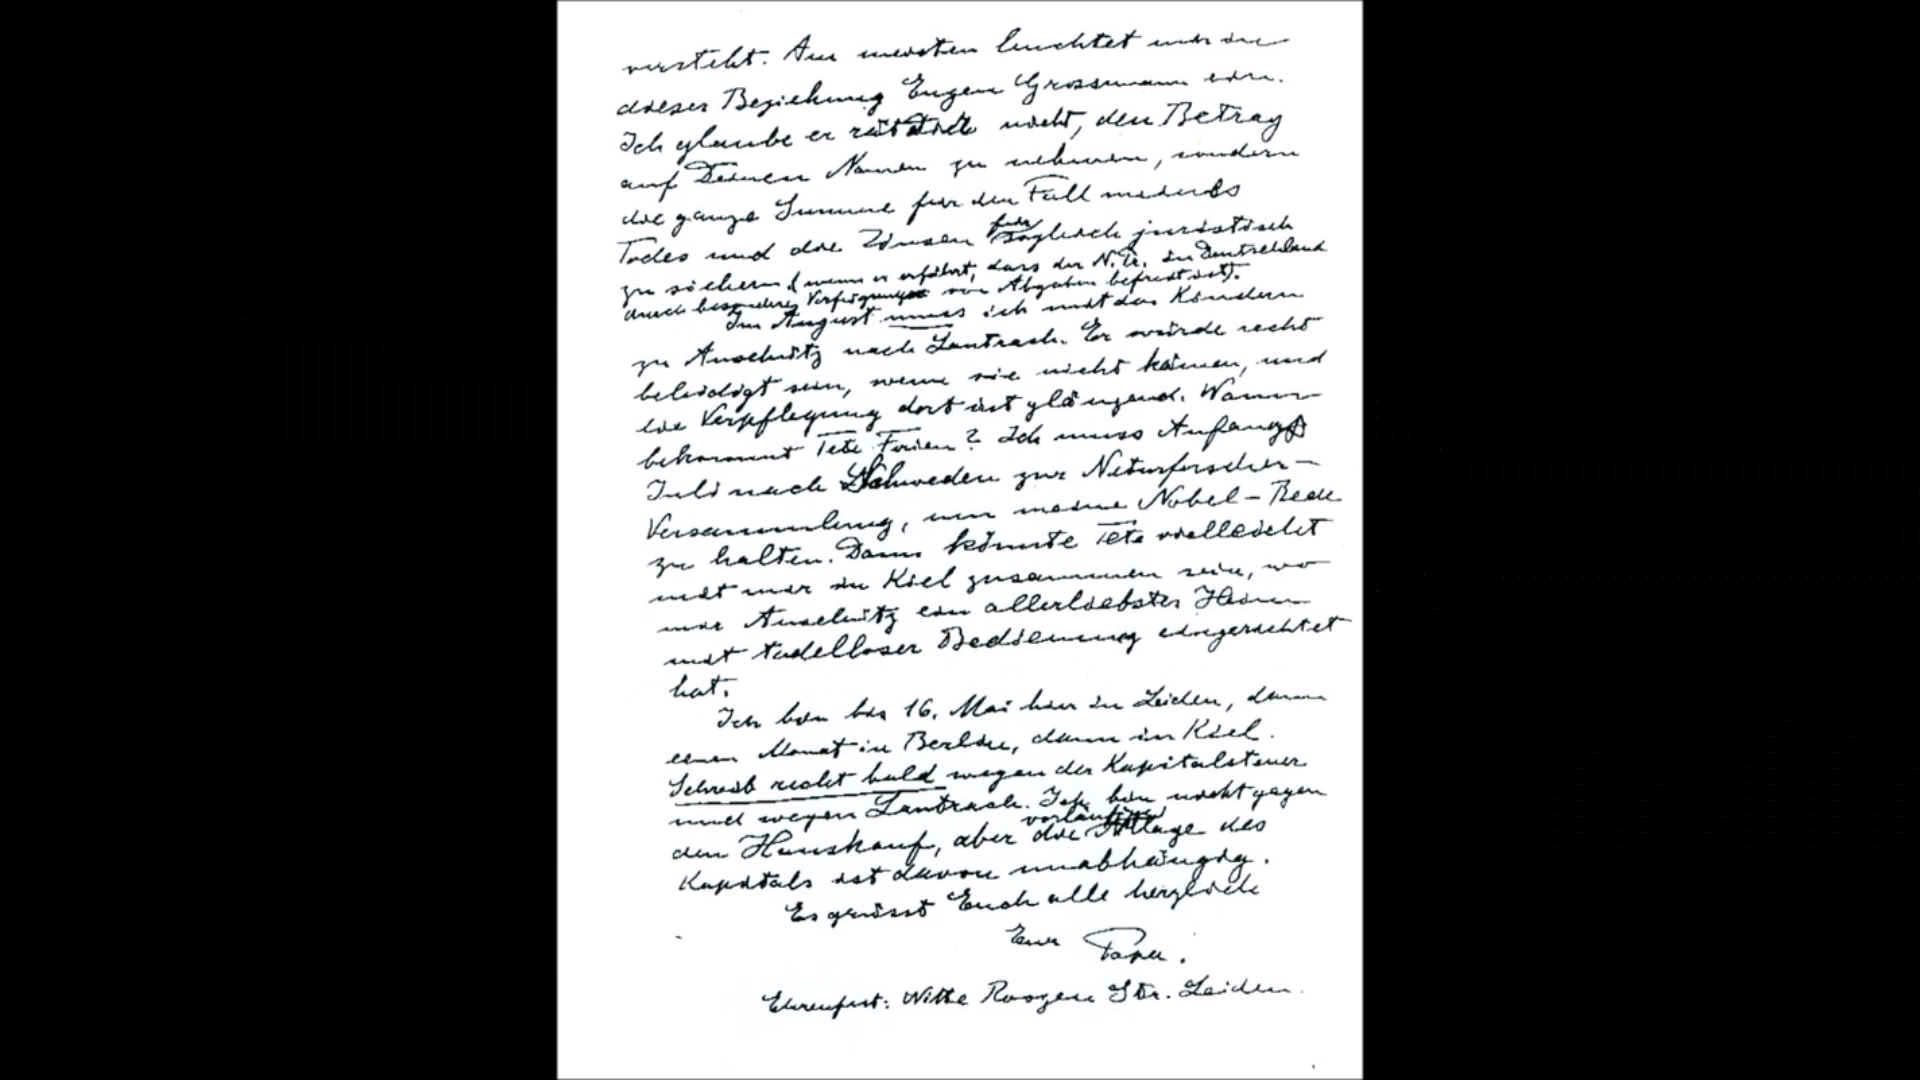 versteht. Am meisten leuchtet mir in
dieser Beziehung Eugen Grossmann ein.
Ich glaube er rät Dich nicht, den Betrag
auf Deinen Namen zu nehmen, sondern
die ganze Summe für den Fall meines
Todes und die Zinsen für sogleich juristisch
zu sichern (wenn er erfährt, dass der N. Pr. in Deutschland
durch besondere Verfügung von Abgaben befreit ist).
Im August muss ich mit den Kindern
zu Anschütz nach Lautrach. Er würde recht
beleidigt sein, wenn sie nicht kämen, und
die Verpflegung dort ist glänzend. Wann
bekommt Tete Ferien? Ich muss Anfangs
Juli nach Schweden zur Naturforscher-
Versammlung, um meine Nobel-Rede
zu halten. Dann könnte Tete vielleicht
mit mir in Kiel zusammen sein, wo
mir Anschütz ein allerliebstes Heim
mit tadelloser Bedienung eingerichtet
hat.
Ich bin bis 16. Mai hier in Leiden, dann
einen Monat in Berlin, dann in Kiel.
Schreib recht bald wegen der Kapitalsteuer
und wegen Lautrach. Ich bin nicht gegen
den Hauskauf, aber die vorläufige Anlage des
Kapitals ist davon unabhängig.
Es grüsst Euch alle herzlich
Euer Papa.
Ehrenfest: Witte Roozen Str. Leiden.